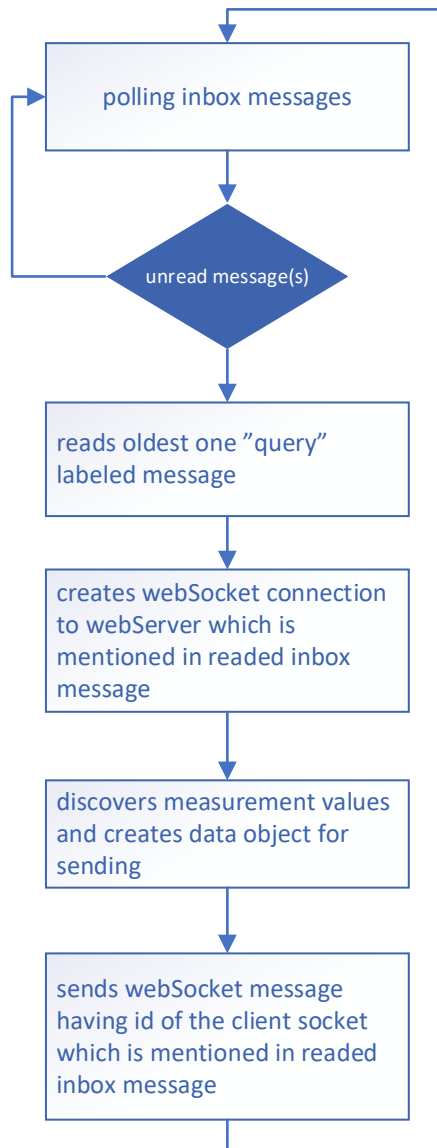 polling inbox messages
unread message(s)
reads oldest one ”query”
labeled message
creates webSocket connection
to webServer which is
mentioned in readed inbox
message
discovers measurement values
and creates data object for
sending
sends webSocket message
having id of the client socket
which is mentioned in readed
inbox message